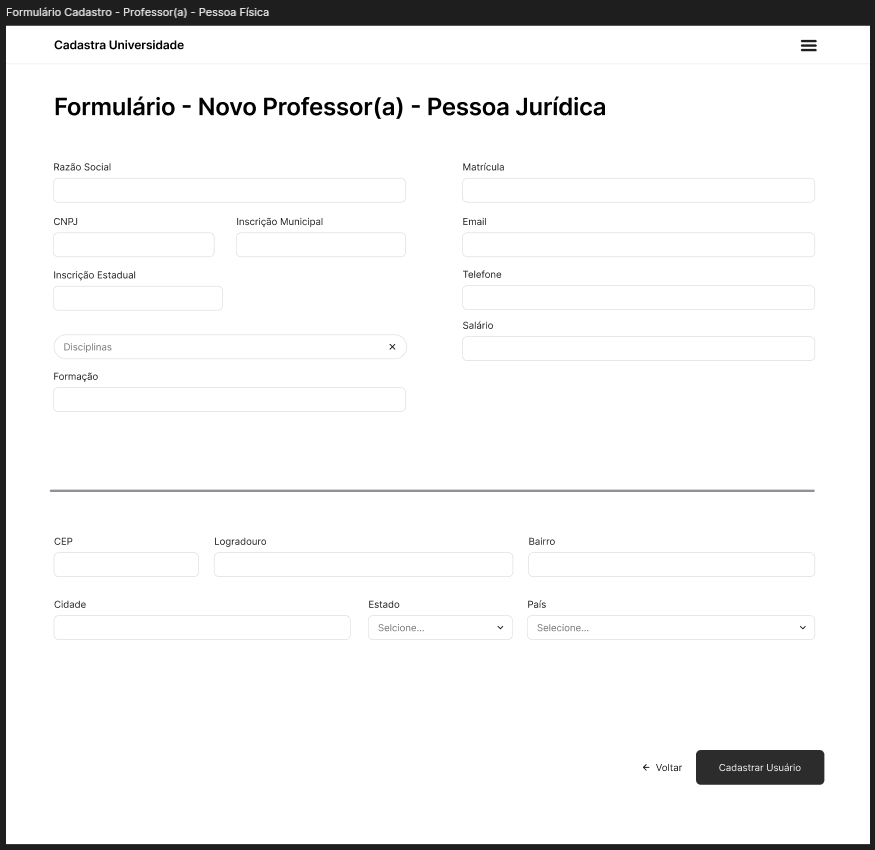 Formulário Cadastro - Professor(a) - Pessoa Física
Cadastra Universidade
Formulário - Novo Professor(a) - Pessoa Jurídica
Razão Social
Matrícula
CNPJ
Inscrição Municipal
Email
Inscrição Estadual
Telefone
Salário
Disciplinas
Formação
CEP
Logradouro
Bairro
Cidade
Estado
País
Selcione...
Selecione...
Voltar
Cadastrar Usuário